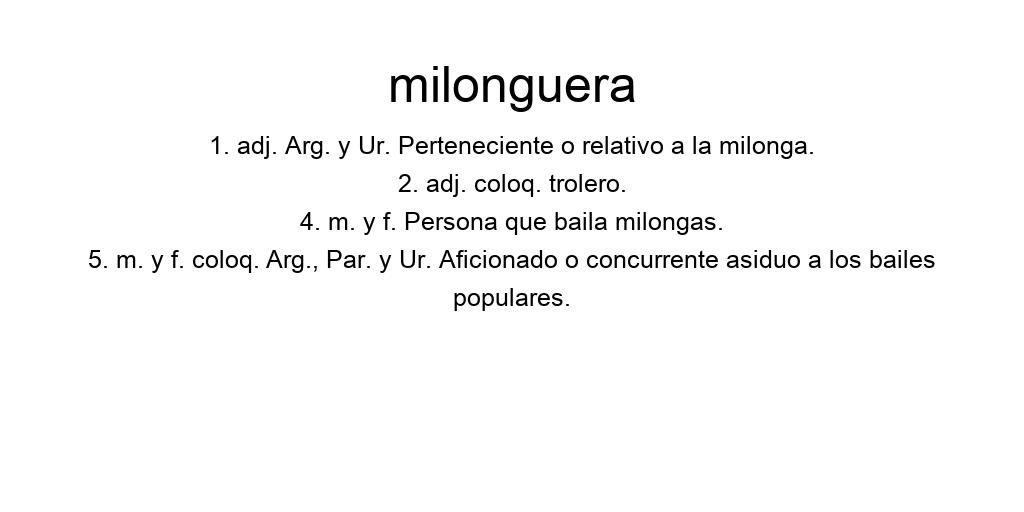 milonguera
1. adj. Arg. y Ur. Perteneciente o relativo a la milonga.
2. adj. coloq. trolero.
4. m. y f. Persona que baila milongas.
5. m. y f. coloq. Arg., Par. y Ur. Aficionado o concurrente asiduo a los bailes
populares.